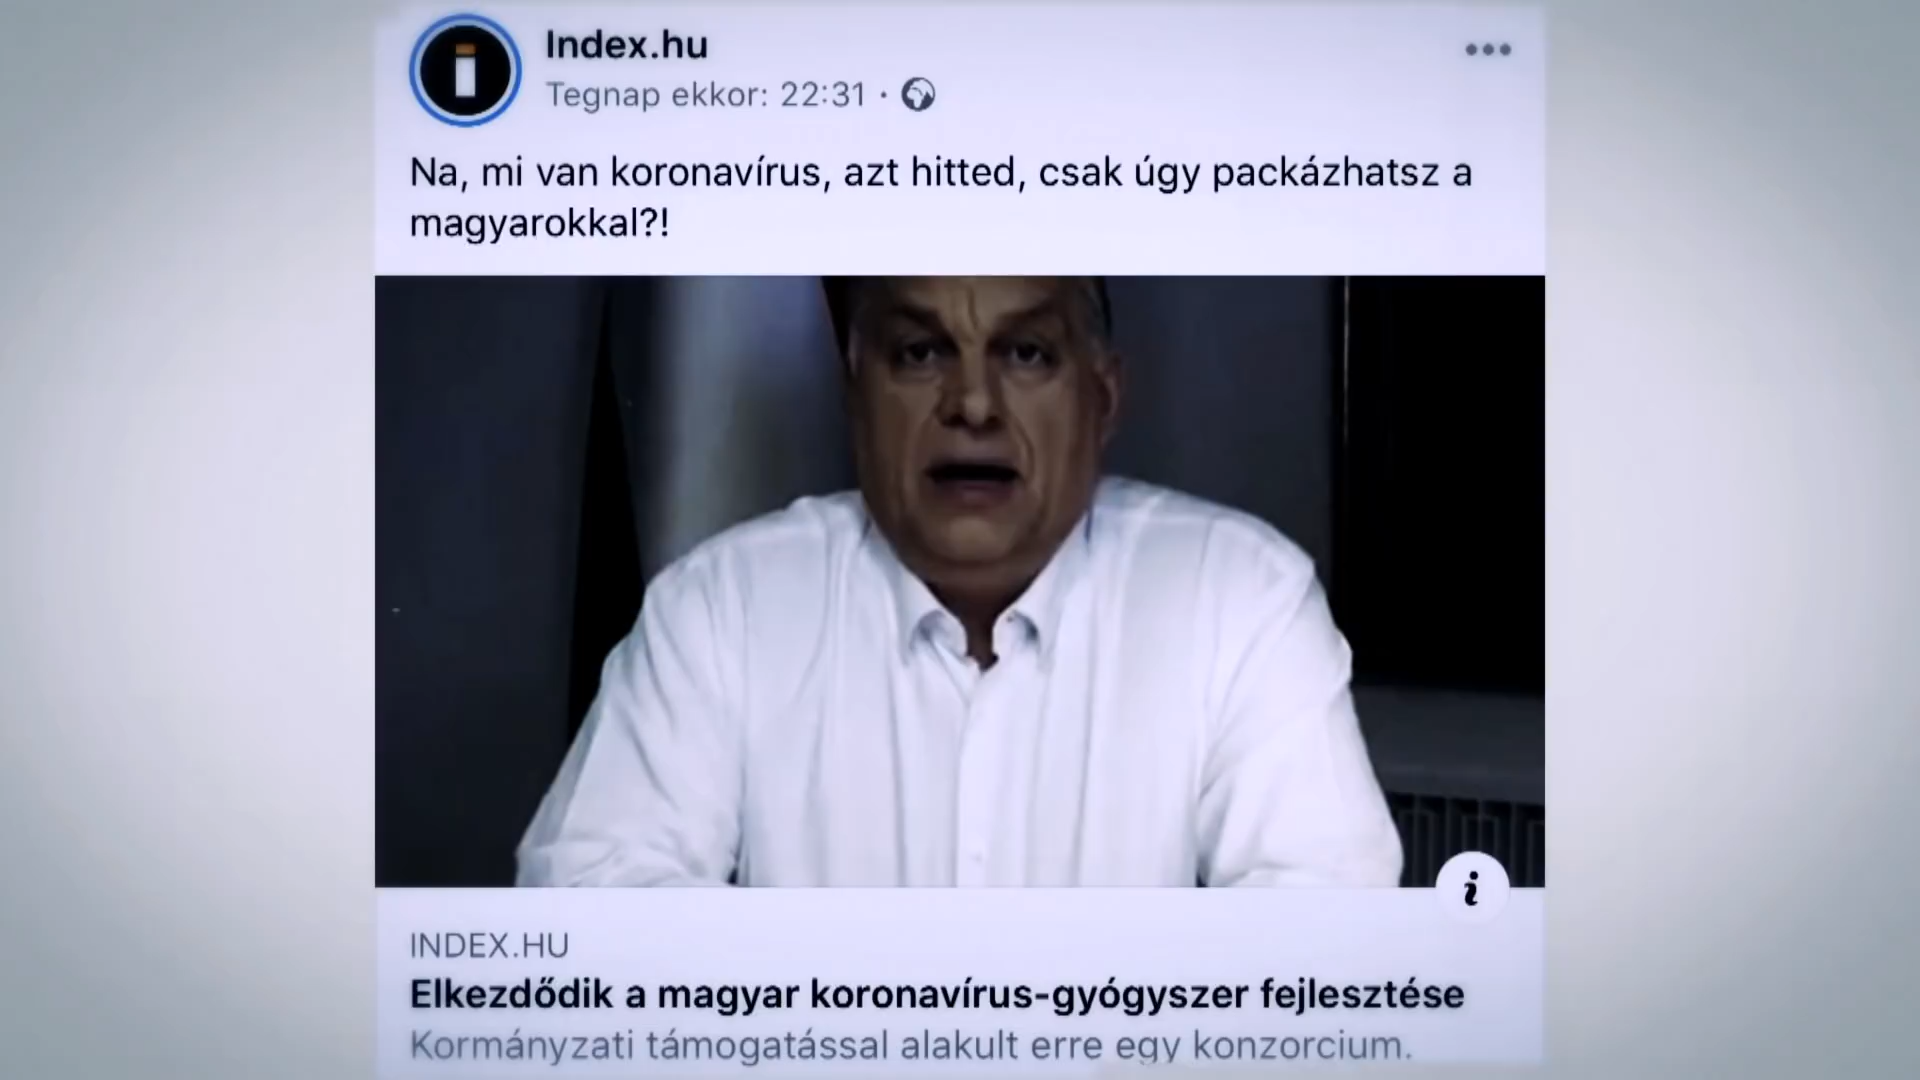 Index.hu
Tegnap ekkor: 22:31 ·
Na, mi van koronavírus, azt hitted, csak úgy packázhatsz a
magyarokkal?!
INDEX.HU
Elkezdődik a magyar koronavírus-gyógyszer fejlesztése
Kormányzati támogatással alakult erre egy konzorcium.